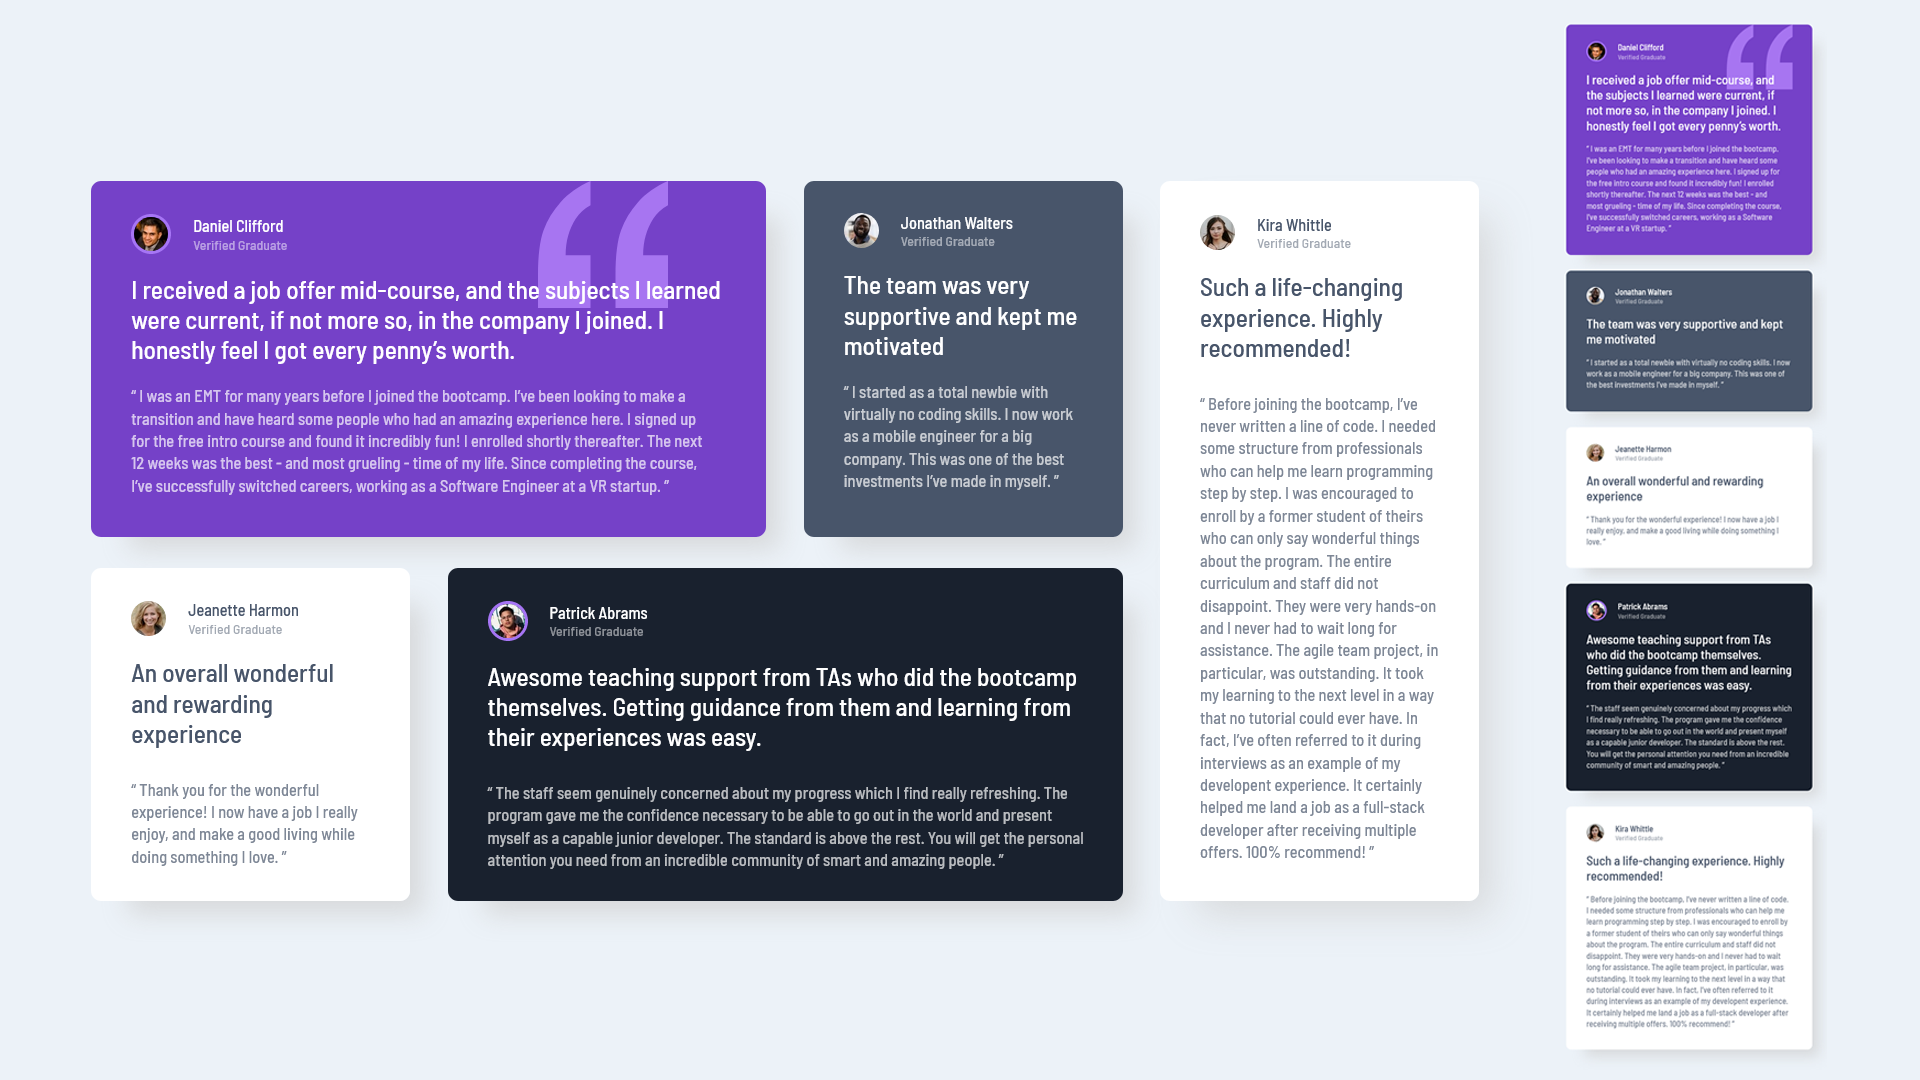 Daniel Clifford
Verified Graduate
I received a job offer mid-course, and the subjects I learned
were current, if not more so, in the company I joined. I
honestly feel I got every penny’s worth.
“ I was an EMT for many years before I joined the bootcamp. I’ve been looking to make a
transition and have heard some people who had an amazing experience here. I signed up
for the free intro course and found it incredibly fun! I enrolled shortly thereafter. The next
12 weeks was the best - and most grueling - time of my life. Since completing the course,
I’ve successfully switched careers, working as a Software Engineer at a VR startup. ”
Jonathan Walters
Verified Graduate
The team was very
supportive and kept me
motivated
“ I started as a total newbie with
virtually no coding skills. I now work
as a mobile engineer for a big
company. This was one of the best
investments I’ve made in myself. ”
Kira Whittle
Verified Graduate
Such a life-changing
experience. Highly
recommended!
“ Before joining the bootcamp, I’ve
never written a line of code. I needed
some structure from professionals
who can help me learn programming
step by step. I was encouraged to
enroll by a former student of theirs
who can only say wonderful things
about the program. The entire
curriculum and staff did not
disappoint. They were very hands-on
and I never had to wait long for
assistance. The agile team project, in
particular, was outstanding. It took
my learning to the next level in a way
that no tutorial could ever have. In
fact, I’ve often referred to it during
interviews as an example of my
developent experience. It certainly
helped me land a job as a full-stack
developer after receiving multiple
offers. 100% recommend! ”
Jeanette Harmon
Verified Graduate
An overall wonderful
and rewarding
experience
“ Thank you for the wonderful
experience! I now have a job I really
enjoy, and make a good living while
doing something I love. ”
Patrick Abrams
Verified Graduate
Awesome teaching support from TAs who did the bootcamp
themselves. Getting guidance from them and learning from
their experiences was easy.
“ The staff seem genuinely concerned about my progress which I find really refreshing. The
program gave me the confidence necessary to be able to go out in the world and present
myself as a capable junior developer. The standard is above the rest. You will get the personal
attention you need from an incredible community of smart and amazing people. ”
Daniel Clifford
Verified Graduate
I received a job offer mid-course, and
the subjects I learned were current, if
not more so, in the company I joined. I
honestly feel I got every penny’s worth.
“ I was an EMT for many years before I joined the bootcamp.
I’ve been looking to make a transition and have heard some
people who had an amazing experience here. I signed up for
the free intro course and found it incredibly fun! I enrolled
shortly thereafter. The next 12 weeks was the best - and
most grueling - time of my life. Since completing the course,
I’ve successfully switched careers, working as a Software
Engineer at a VR startup. ”
Jonathan Walters
Verified Graduate
The team was very supportive and kept
me motivated
“ I started as a total newbie with virtually no coding skills. I now
work as a mobile engineer for a big company. This was one of
the best investments I’ve made in myself. ”
Jeanette Harmon
Verified Graduate
An overall wonderful and rewarding
experience
“ Thank you for the wonderful experience! I now have a job I
really enjoy, and make a good living while doing something I
love. ”
Patrick Abrams
Verified Graduate
Awesome teaching support from TAs
who did the bootcamp themselves.
Getting guidance from them and learning
from their experiences was easy.
“ The staff seem genuinely concerned about my progress which
I find really refreshing. The program gave me the confidence
necessary to be able to go out in the world and present myself
as a capable junior developer. The standard is above the rest.
You will get the personal attention you need from an incredible
community of smart and amazing people. ”
Kira Whittle
Verified Graduate
Such a life-changing experience. Highly
recommended!
“ Before joining the bootcamp, I’ve never written a line of code.
I needed some structure from professionals who can help me
learn programming step by step. I was encouraged to enroll by
a former student of theirs who can only say wonderful things
about the program. The entire curriculum and staff did not
disappoint. They were very hands-on and I never had to wait
long for assistance. The agile team project, in particular, was
outstanding. It took my learning to the next level in a way that
no tutorial could ever have. In fact, I’ve often referred to it
during interviews as an example of my developent experience.
It certainly helped me land a job as a full-stack developer after
receiving multiple offers. 100% recommend! ”